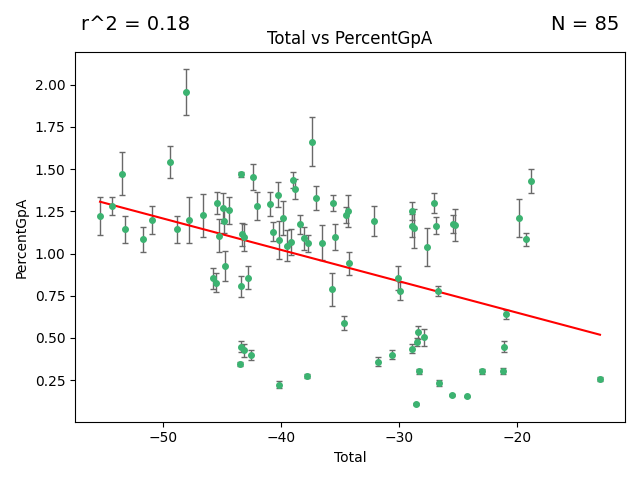 r^2 = 0.18
N = 85
Total vs PercentGpA
2.00
1.75
1.50
1.25
1.00
0.75
0.50
0.25
PercentGpA
−50
−40
−30
−20
Total